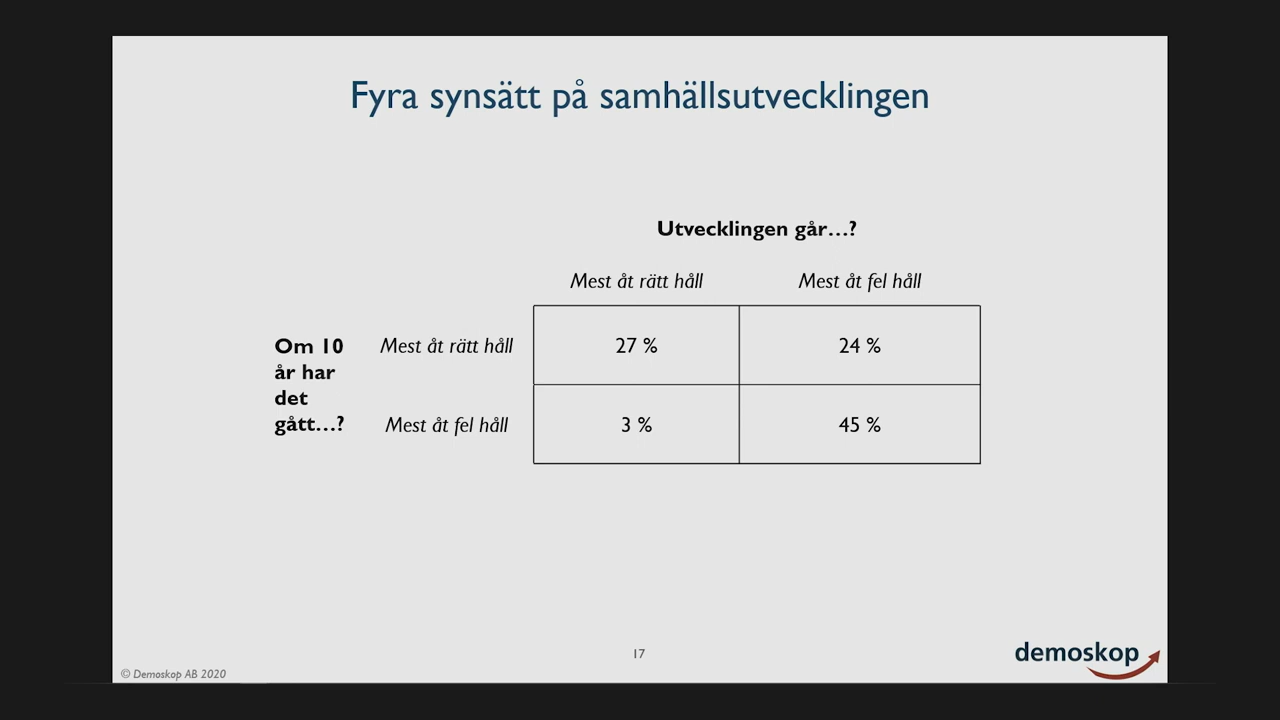 Fyra synsätt på samhällsutvecklingen
Utvecklingen går...?
Mest åt rätt håll
Mest åt fel håll
Om 10
år har
det
gått...?
Mest åt rätt håll
27 %
24 %
Mest åt fel håll
3 %
45 %
17
© Demoskop AB 2020
demoskop